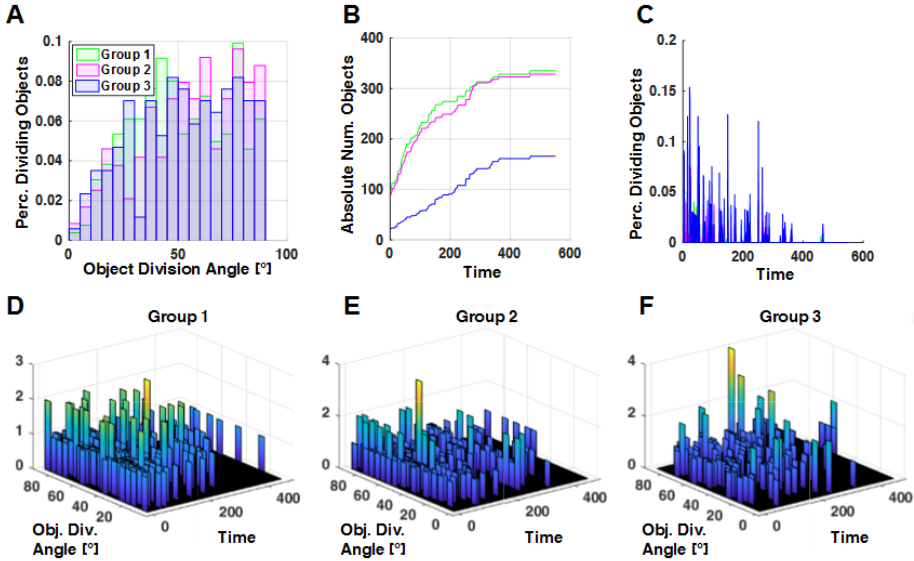 A
B
C
0.1
0.08
0.06
0.04
0.02
0
Perc. Dividing Objects
Group 1
Group 2
Group 3
0
50
100
Object Division Angle [°]
400
300
200
100
0
Absolute Num. Objects
0
200
400
600
Time
0.2
0.15
0.1
0.05
0
Perc. Dividing Objects
0
200
400
600
Time
D
E
F
Group 1
3
2
1
0
80
60
40
20
0
Obj. Div.
Angle [°]
0
200
400
Time
Group 2
4
2
0
80
60
40
20
0
Obj. Div.
Angle [°]
0
200
400
Time
Group 3
4
2
0
80
60
40
20
0
Obj. Div.
Angle [°]
0
200
400
Time